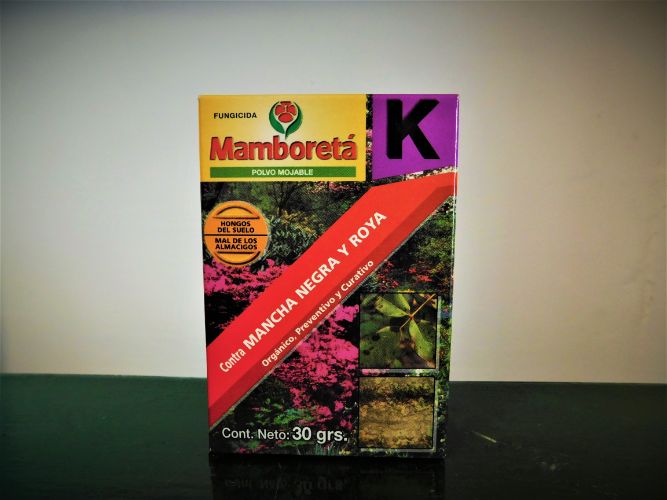 FUNGICIDA
Mamboretá
POLVO MOJABLE
K
HONGOS
DEL SUELO
MAL DE LOS
ALMACIGOS
Contra MANCHA NEGRA Y ROYA
Orgánico, Preventivo y Curativo
Cont. Neto: 30 grs.